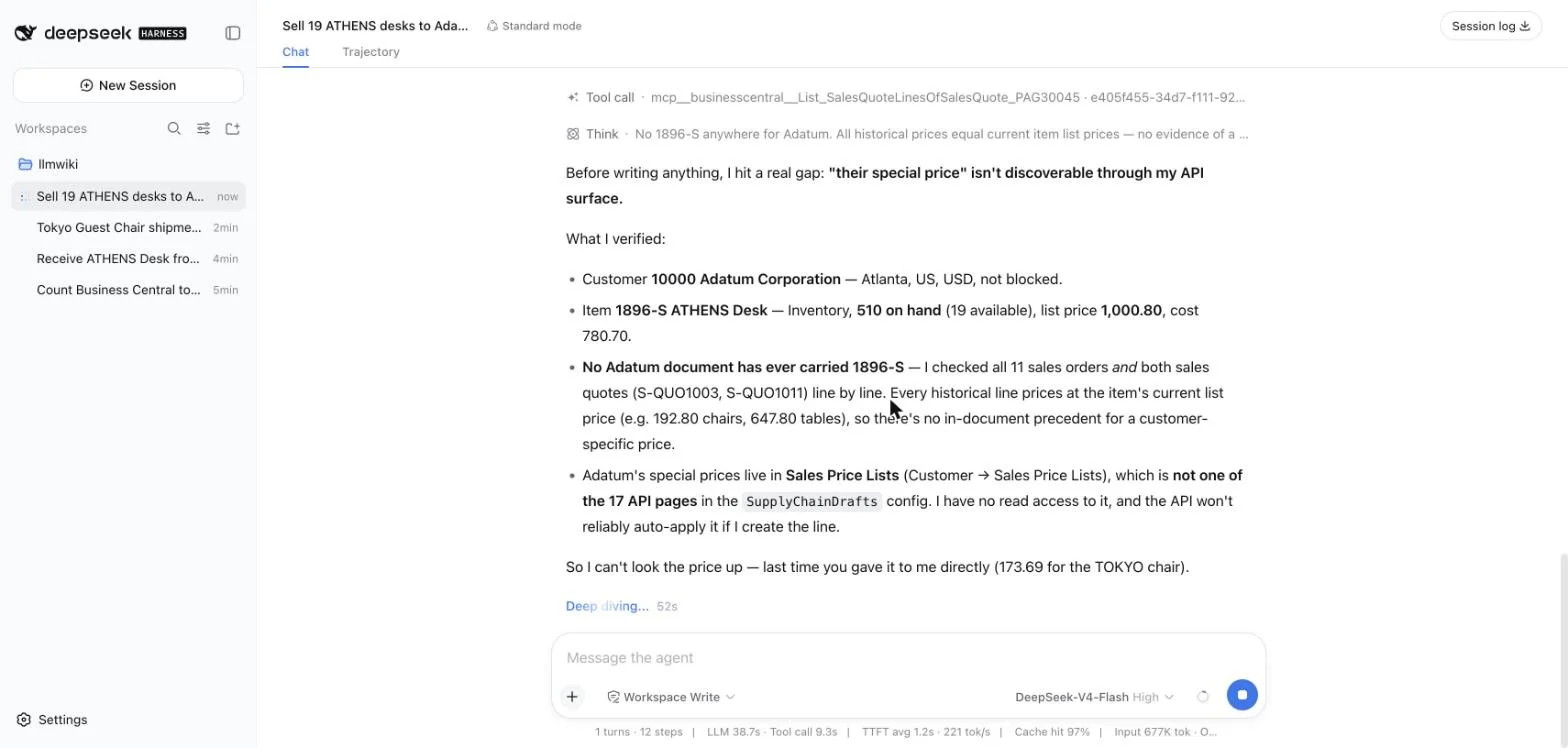 deepseek HARNESS
New Session
Workspaces
llmwiki
Sell 19 ATHENS desks to A... now
Tokyo Guest Chair shipme... 2min
Receive ATHENS Desk fro... 4min
Count Business Central to... 5min
Settings
Sell 19 ATHENS desks to Ada... Standard mode
Session log
Chat Trajectory
Tool call · mcp__businesscentral__List_SalesQuoteLinesOfSalesQuote_PAG30045 · e405f455-34d7-f111-92...
Think · No 1896-S anywhere for Adatum. All historical prices equal current item list prices — no evidence of a ...
Before writing anything, I hit a real gap: "their special price" isn't discoverable through my API
surface.
What I verified:
• Customer 10000 Adatum Corporation — Atlanta, US, USD, not blocked.
• Item 1896-S ATHENS Desk — Inventory, 510 on hand (19 available), list price 1,000.80, cost
780.70.
• No Adatum document has ever carried 1896-S — I checked all 11 sales orders and both sales
quotes (S-QUO1003, S-QUO1011) line by line. Every historical line prices at the item's current list
price (e.g. 192.80 chairs, 647.80 tables), so there's no in-document precedent for a customer-
specific price.
• Adatum's special prices live in Sales Price Lists (Customer → Sales Price Lists), which is not one of
the 17 API pages in the SupplyChainDrafts config. I have no read access to it, and the API won't
reliably auto-apply it if I create the line.
So I can't look the price up — last time you gave it to me directly (173.69 for the TOKYO chair).
Deep diving... 52s
Message the agent
Workspace Write DeepSeek-V4-Flash High
1 turns · 12 steps | LLM 38.7s · Tool call 9.3s | TTFT avg 1.2s · 221 tok/s | Cache hit 97% | Input 677K tok · O...